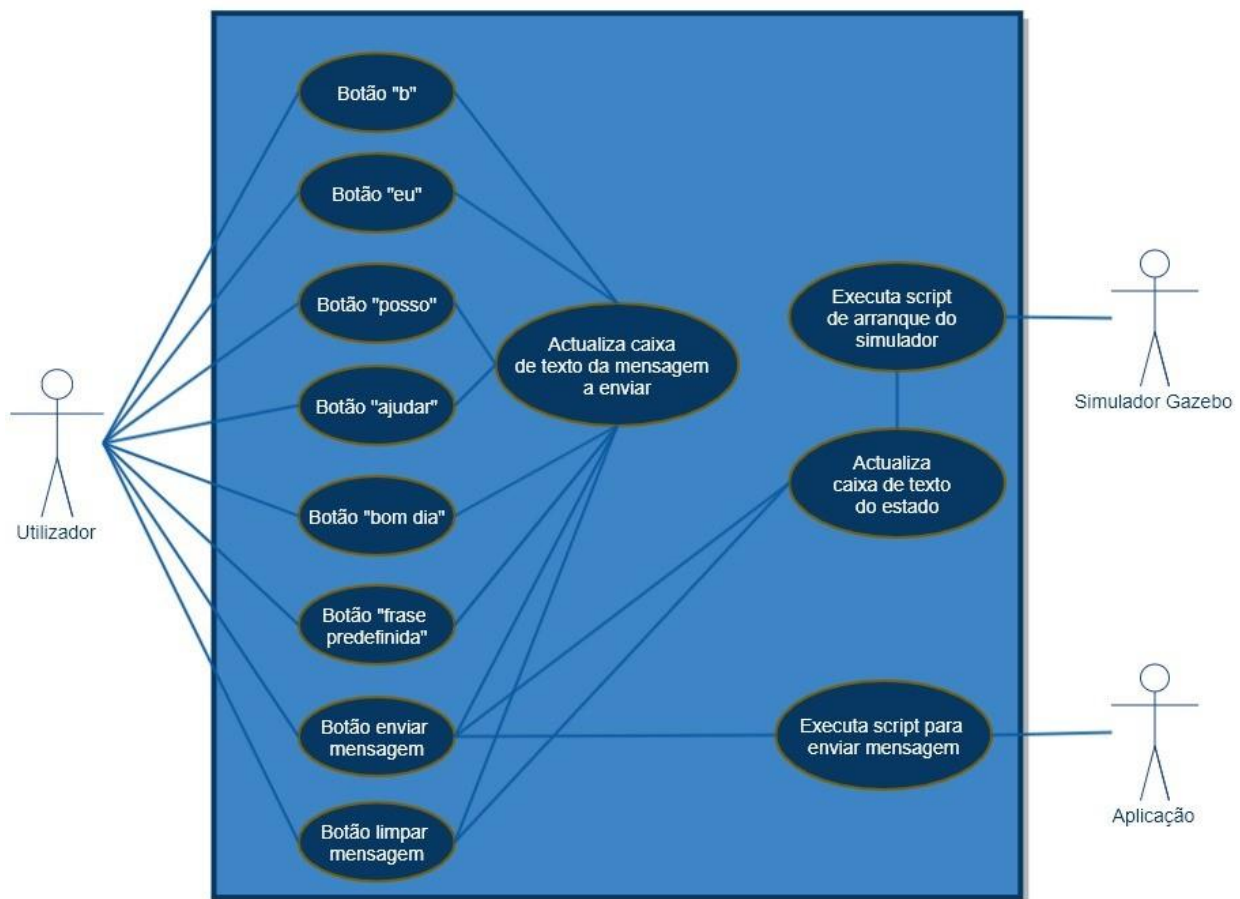 Botão "b"
Botão "eu"
Botão "posso"
Botão "ajudar"
Botão "bom dia"
Botão "frase
predefinida"
Botão enviar
mensagem
Botão limpar
mensagem
Utilizador
Actualiza caixa
de texto da mensagem
a enviar
Executa script
de arranque do
simulador
Actualiza
caixa de texto
do estado
Executa script para
enviar mensagem
Simulador Gazebo
Aplicação